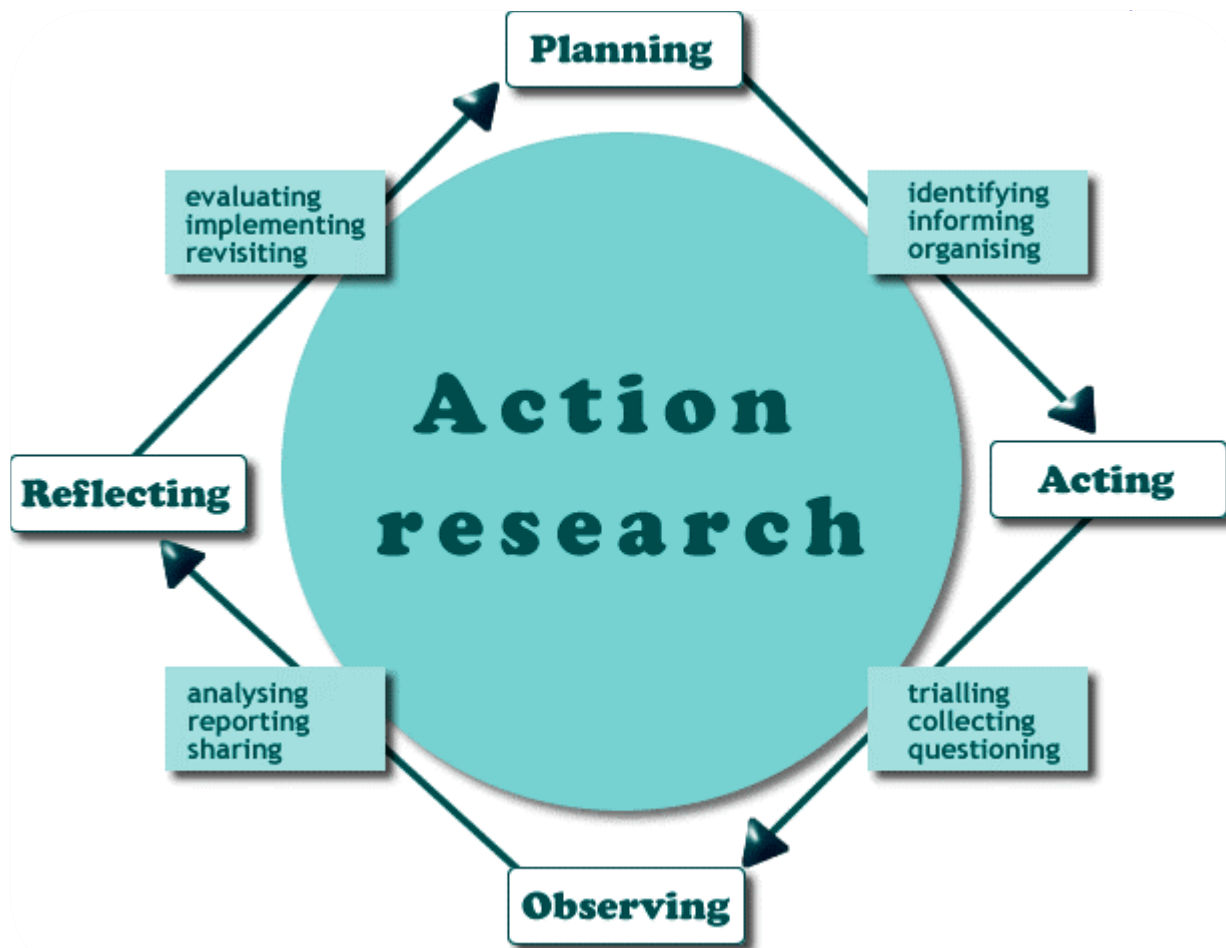 Planning
evaluating
implementing
revisiting
identifying
informing
organising
Action
research
Reflecting
Acting
analysing
reporting
sharing
trialling
collecting
questioning
Observing